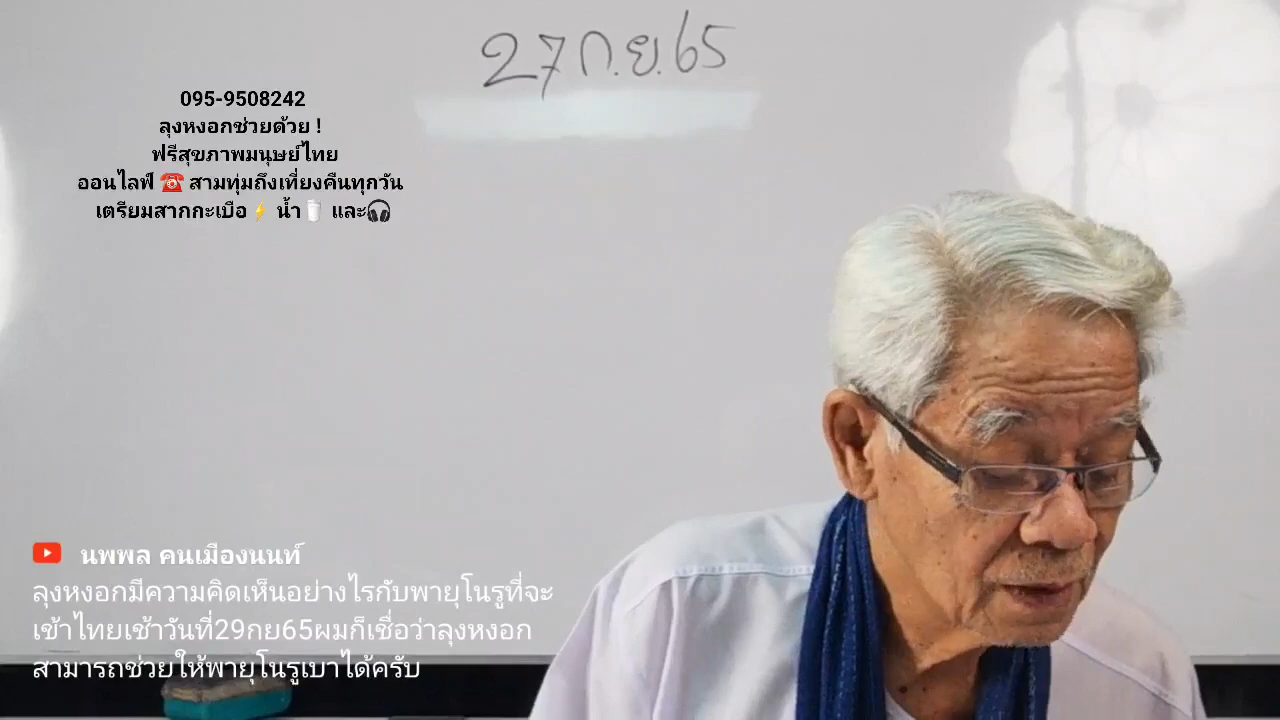 27 ก.ย. 65
095-9508242
ลุงหงอกช่วยด้วย !
ฟรีสุขภาพมนุษย์ไทย
ออนไลฟ์ ☎️ สามทุ่มถึงเที่ยงคืนทุกวัน
เตรียมสากกะเบือ⚡น้ำ🥛 และ🎧
นพพล คนเมืองนนท์
ลุงหงอกมีความคิดเห็นอย่างไรกับพายุโนรูที่จะ
เข้าไทยเช้าวันที่29กย65ผมก็เชื่อว่าลุงหงอก
สามารถช่วยให้พายุโนรูเบาได้ครับ